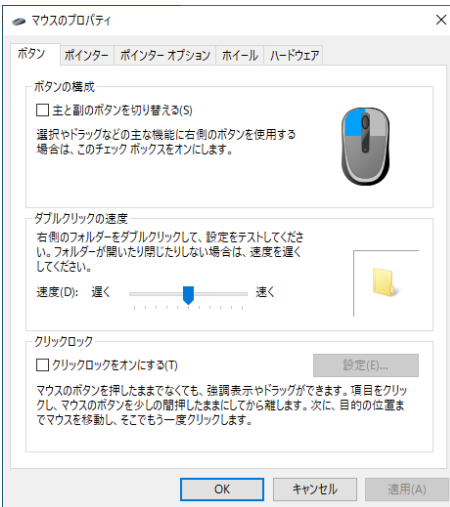 マウスのプロパティ
ボタン ポインター ポインター オプション ホイール ハードウェア
ボタンの構成
主と副のボタンを切り替える(S)
選択やドラッグなどの主な機能に右側のボタンを使用する
場合は、このチェック ボックスをオンにします。
ダブルクリックの速度
右側のフォルダーをダブルクリックして、設定をテストしてくださ
い。フォルダーが開いたり閉じたりしない場合は、速度を遅く
してください。
速度(D): 遅く 速く
クリックロック
クリックロックをオンにする(T) 設定(E)...
マウスのボタンを押したままでなくても、強調表示やドラッグができます。項目をクリッ
クし、マウスのボタンを少しの間押したままにしてから離します。次に、目的の位置ま
でマウスを移動し、そこでもう一度クリックします。
OK キャンセル 適用(A)